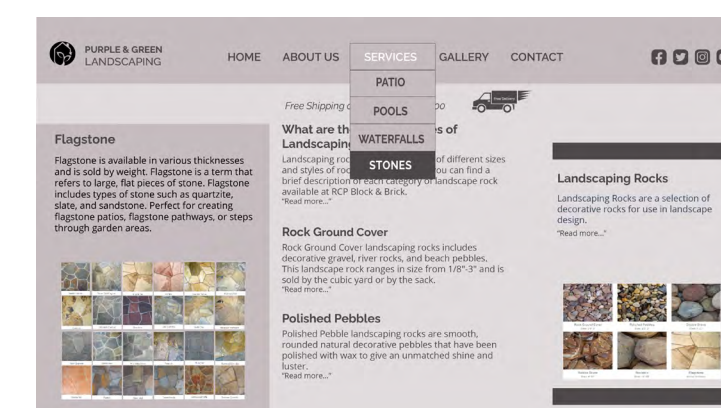 PURPLE & GREEN
LANDSCAPING
HOME
ABOUT US
SERVICES
GALLERY
CONTACT
PATIO
POOLS
WATERFALLS
STONES
Free Shipping
Flagstone
Flagstone is available in various thicknesses
and is sold by weight. Flagstone is a term that
refers to large, flat pieces of stone. Flagstone
includes types of stone such as quartzite,
slate, and sandstone. Perfect for creating
flagstone patios, flagstone pathways, or steps
through garden areas.
What are the s of
Landscaping
Landscaping roc of different sizes
and styles of roc ou can find a
brief description of each category of landscape rock
available at RCP Block & Brick.
"Read more..."
Rock Ground Cover
Rock Ground Cover landscaping rocks includes
decorative gravel, river rocks, and beach pebbles.
This landscape rock ranges in size from 1/8"-3" and is
sold by the cubic yard or by the sack.
"Read more..."
Polished Pebbles
Polished Pebble landscaping rocks are smooth,
rounded natural decorative pebbles that have been
polished with wax to give an unmatched shine and
luster.
"Read more..."
Landscaping Rocks
Landscaping Rocks are a selection of
decorative rocks for use in landscape
design.
"Read more..."